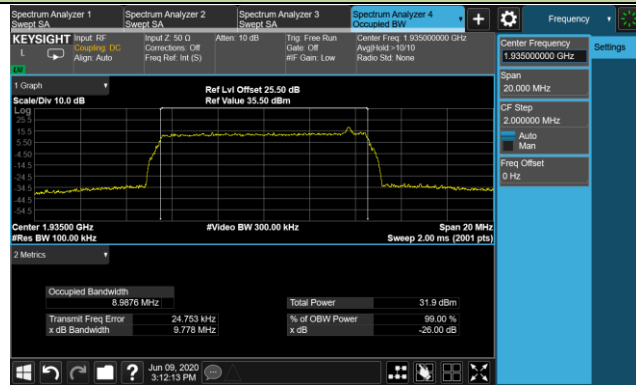 Spectrum Analyzer 1
Swept SA
Spectrum Analyzer 2
Swept SA
Spectrum Analyzer 3
Swept SA
Spectrum Analyzer 4
Occupied BW
+
Frequency
KEYSIGHT
L
Input: RF
Coupling: DC
Align: Auto
Input Z: 50 Ω
Corrections: Off
Freq Ref: Int (S)
Atten: 10 dB
Trig: Free Run
Gate: Off
#IF Gain: Low
Center Freq: 1.935000000 GHz
Avg|Hold:>10/10
Radio Std: None
Center Frequency
1.935000000 GHz
Settings
Span
20.000 MHz
CF Step
2.000000 MHz
Auto
Man
Freq Offset
0 Hz
1 Graph
Scale/Div 10.0 dB
Ref Lvl Offset 25.50 dB
Ref Value 35.50 dBm
Log
25.5
15.5
5.50
-4.50
-14.5
-24.5
-34.5
-44.5
-54.5
Center 1.93500 GHz
#Res BW 100.00 kHz
#Video BW 300.00 kHz
Span 20 MHz
Sweep 2.00 ms (2001 pts)
2 Metrics
Occupied Bandwidth
8.9876 MHz
Total Power 31.9 dBm
Transmit Freq Error 24.753 kHz
% of OBW Power 99.00 %
x dB Bandwidth 9.778 MHz
x dB -26.00 dB
?
Jun 09, 2020
3:12:13 PM